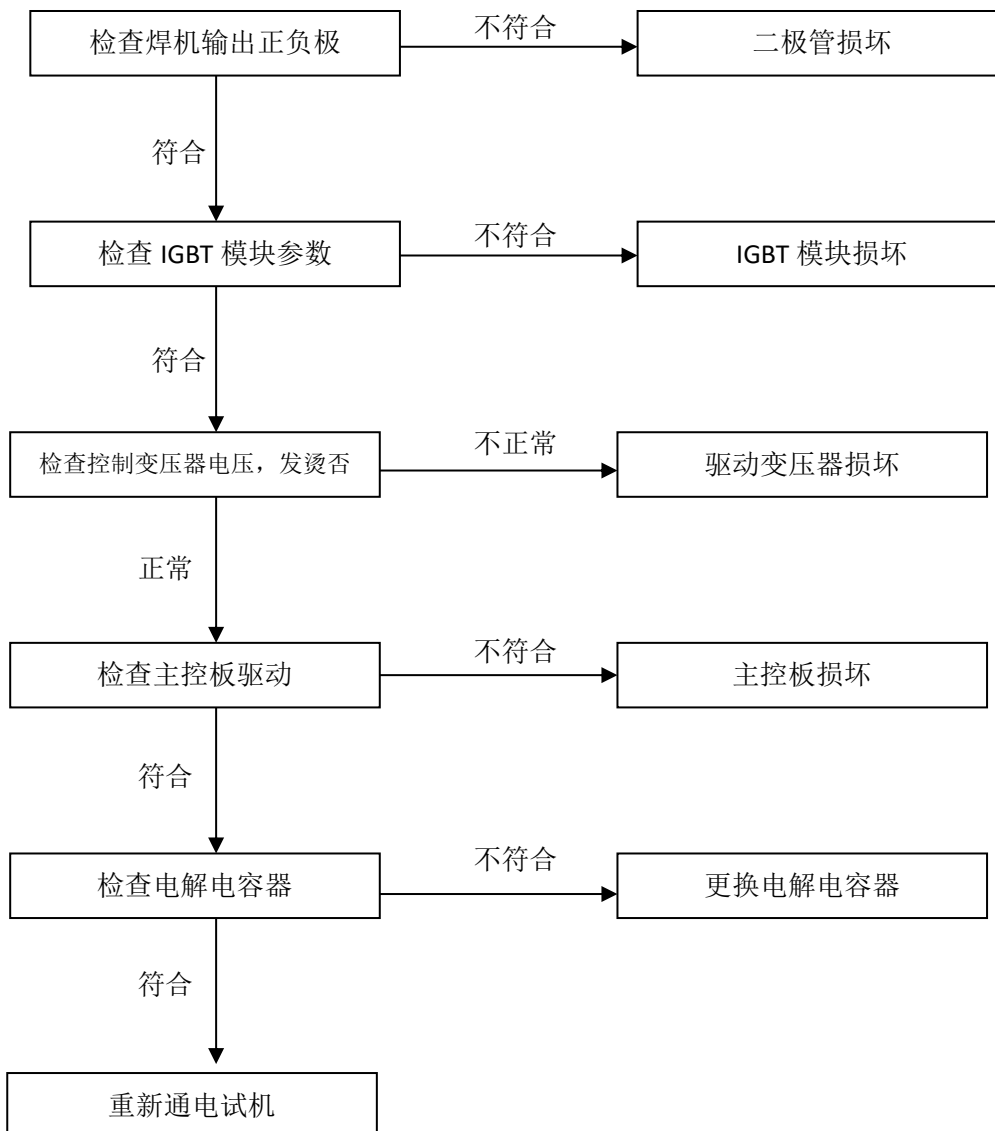 检查焊机输出正负极
不符合
二极管损坏
符合
检查 IGBT 模块参数
不符合
IGBT 模块损坏
符合
检查控制变压器电压，发烫否
不正常
驱动变压器损坏
正常
检查主控板驱动
不符合
主控板损坏
符合
检查电解电容器
不符合
更换电解电容器
符合
重新通电试机